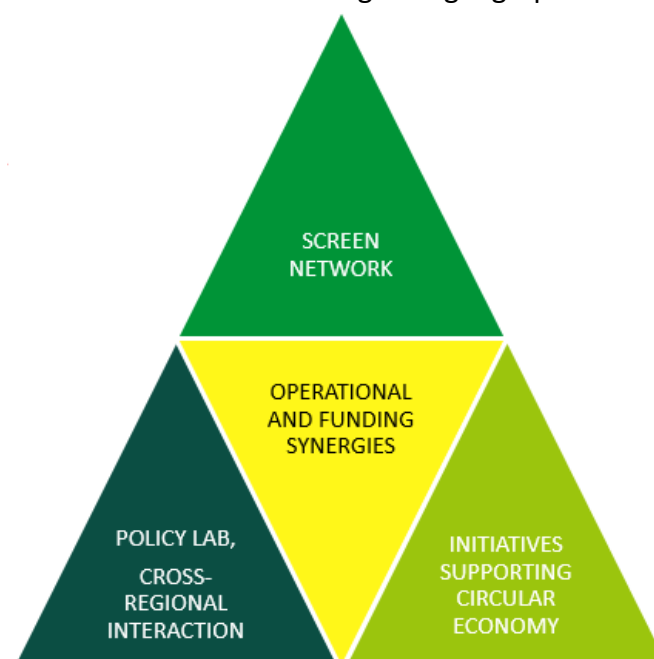 SCREEN
NETWORK
OPERATIONAL
AND FUNDING
SYNERGIES
POLICY LAB,
CROSS-
REGIONAL
INTERACTION
INITIATIVES
SUPPORTING
CIRCULAR
ECONOMY